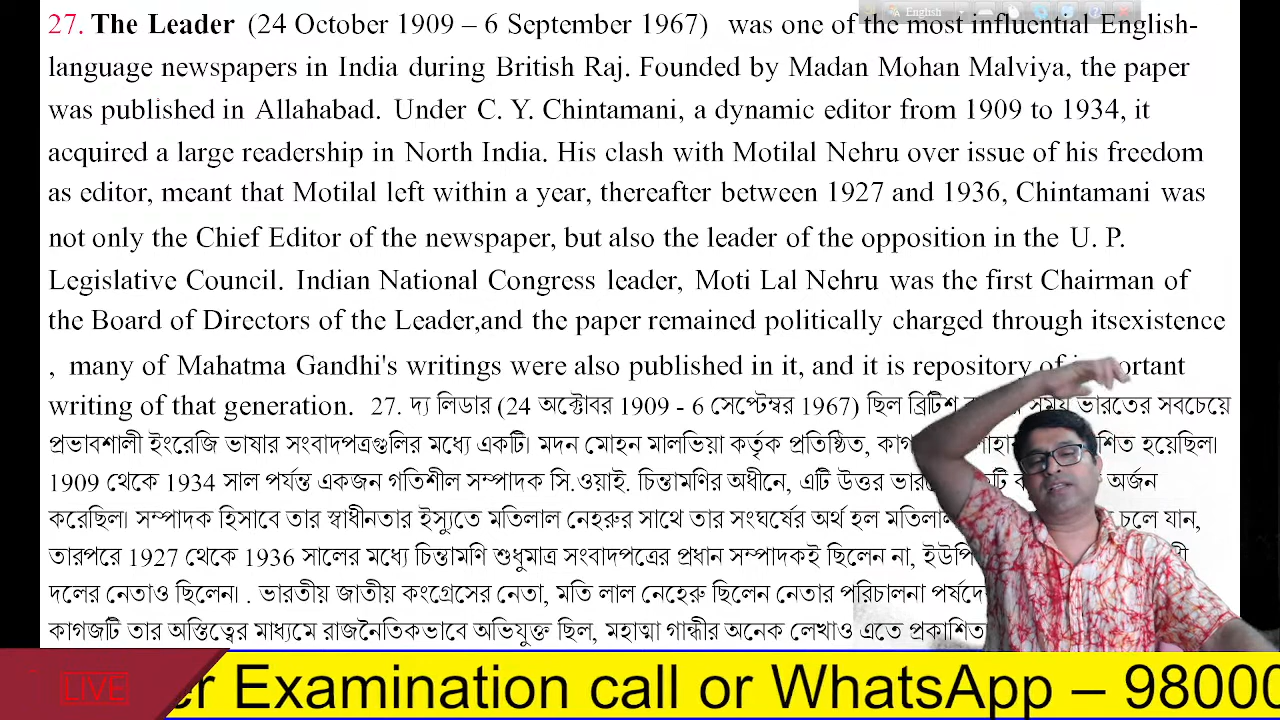 English
27. The Leader (24 October 1909 – 6 September 1967) was one of the most influential English-
language newspapers in India during British Raj. Founded by Madan Mohan Malviya, the paper
was published in Allahabad. Under C. Y. Chintamani, a dynamic editor from 1909 to 1934, it
acquired a large readership in North India. His clash with Motilal Nehru over issue of his freedom
as editor, meant that Motilal left within a year, thereafter between 1927 and 1936, Chintamani was
not only the Chief Editor of the newspaper, but also the leader of the opposition in the U. P.
Legislative Council. Indian National Congress leader, Moti Lal Nehru was the first Chairman of
the Board of Directors of the Leader,and the paper remained politically charged through itsexistence
, many of Mahatma Gandhi's writings were also published in it, and it is repository of
writing of that generation. 27. দ্য লিডার (24 অক্টোবর 1909 - 6 সেপ্টেম্বর 1967) ছিল ব্রিটিশ সময় ভারতের সবচেয়ে
প্রভাবশালী ইংরেজি ভাষার সংবাদপত্রগুলির মধ্যে একটি। মদন মোহন মালভিয়া কর্তৃক প্রতিষ্ঠিত, হয়েছিল।
1909 থেকে 1934 সাল পর্যন্ত একজন গতিশীল সম্পাদক সি.ওয়াই. চিন্তামণির অধীনে, এটি উত্তর অর্জন
করেছিল। সম্পাদক হিসাবে তার স্বাধীনতার ইস্যুতে মতিলাল নেহরুর সাথে তার সংঘর্ষের অর্থ হল চলে যান,
তারপরে 1927 থেকে 1936 সালের মধ্যে চিন্তামণি শুধুমাত্র সংবাদপত্রের প্রধান সম্পাদকই ছিলেন না,
দলের নেতাও ছিলেন। . ভারতীয় জাতীয় কংগ্রেসের নেতা, মতি লাল নেহেরু ছিলেন নেতার পরিচালনা
কাগজটি তার অস্তিত্বের মাধ্যমে রাজনৈতিকভাবে অভিযুক্ত ছিল, মহাত্মা গান্ধীর অনেক লেখাও এতে প্রকাশিত
LIVE
Examination call or WhatsApp – 9800